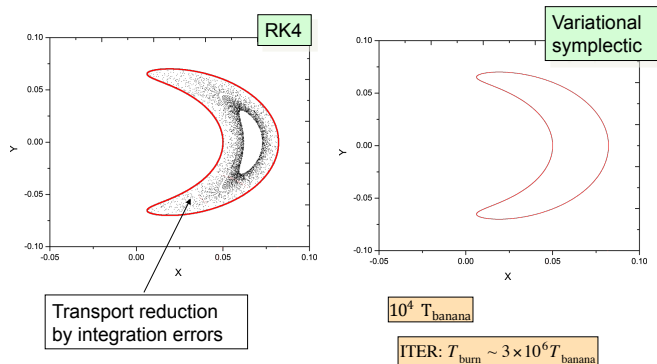 RK4
0.10
0.05
0.00
-0.05
-0.10
Y
-0.05
0.00
0.05
0.10
X
Transport reduction
by integration errors
Variational
symplectic
0.10
0.05
0.00
-0.05
-0.10
Y
-0.05
0.00
0.05
0.10
X
10⁴ T_banana
ITER: T_burn ~ 3×10⁶T_banana